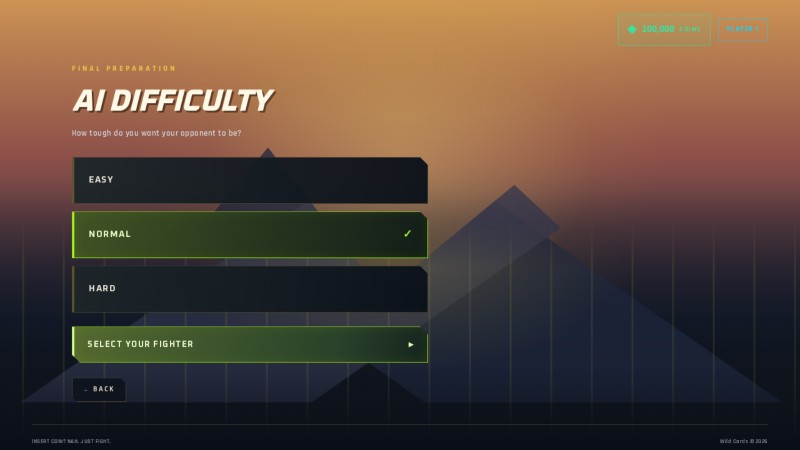 100,000 COINS
FINAL PREPARATION
AI DIFFICULTY
How tough do you want your opponent to be?
EASY
NORMAL ✓
HARD
SELECT YOUR FIGHTER ►
← BACK
INSERT COIN? NAH, JUST FIGHT.
Wild Cards © 2026